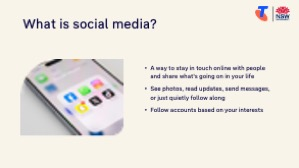 What is social media?
NSW
• A way to stay in touch online with people
and share what's going on in your life
• See photos, read updates, send messages,
or just quietly follow along
• Follow accounts based on your interests